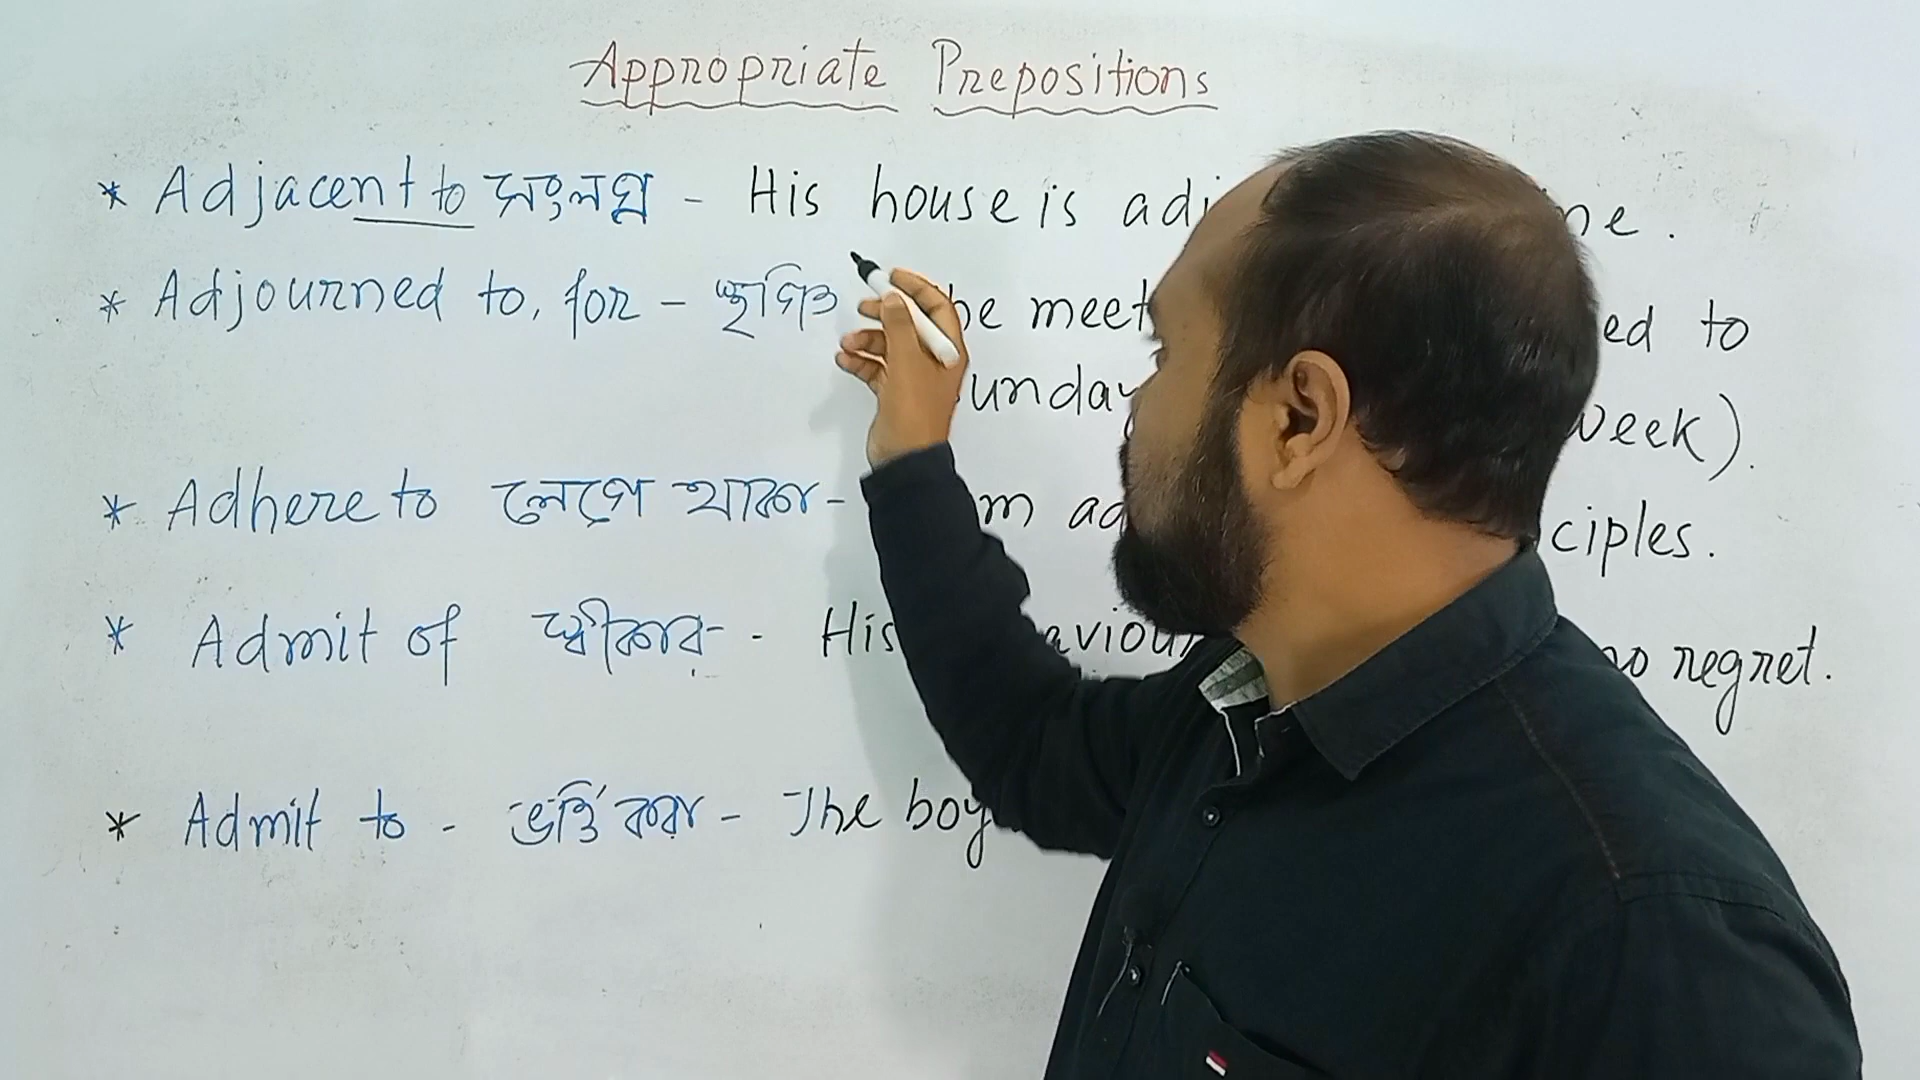 Appropriate Prepositions
* Adjacent to সংলগ্ন - His house is ne.
* Adjourned to, for - স্থগিত he meet ed to
unday week).
* Adhere to লেগে থাকা - m ad ciples.
* Admit of স্বীকার - His aviour no regret.
* Admit to - ভর্তি করা - The boy